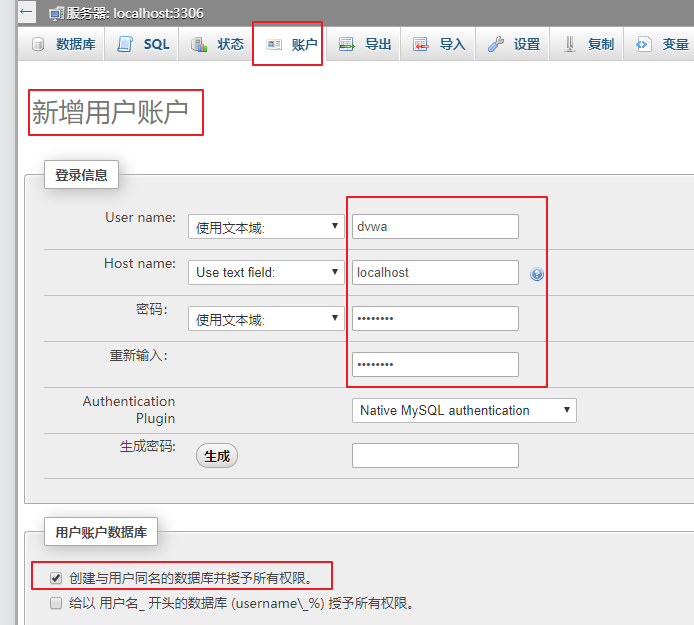 服务器: localhost:3306
数据库 SQL 状态 账户 导出 导入 设置 复制 变量
新增用户账户
登录信息
User name: 使用文本域: dvwa
Host name: Use text field: localhost
密码: 使用文本域: ••••••••
重新输入: ••••••••
Authentication
Plugin Native MySQL authentication
生成密码: 生成
用户账户数据库
创建与用户同名的数据库并授予所有权限。
给以 用户名_ 开头的数据库 (username\_%) 授予所有权限。